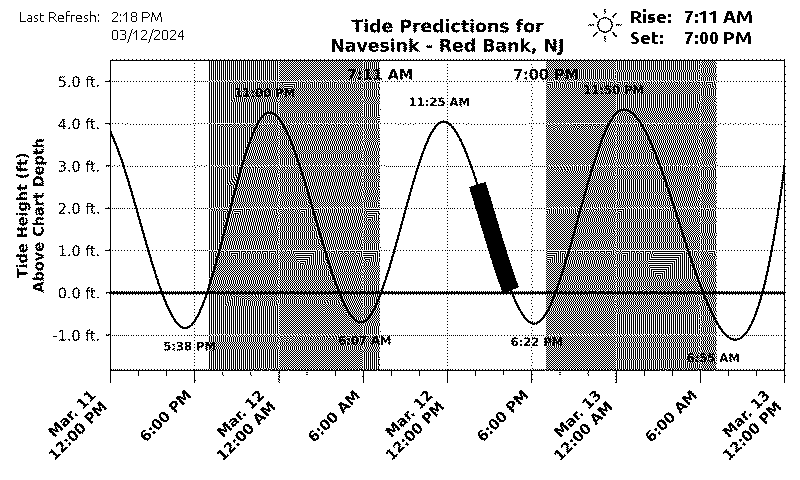 Last Refresh: 2:18 PM
03/12/2024
Tide Predictions for
Navesink - Red Bank, NJ
Rise: 7:11 AM
Set: 7:00 PM
7:11 AM
7:00 PM
11:00 PM
11:25 AM
11:50 PM
5:38 PM
6:07 AM
6:22 PM
6:55 AM
Tide Height (ft)
Above Chart Depth
5.0 ft.
4.0 ft.
3.0 ft.
2.0 ft.
1.0 ft.
0.0 ft.
-1.0 ft.
Mar. 11
12:00 PM
6:00 PM
Mar. 12
12:00 AM
6:00 AM
Mar. 12
12:00 PM
6:00 PM
Mar. 13
12:00 AM
6:00 AM
Mar. 13
12:00 PM